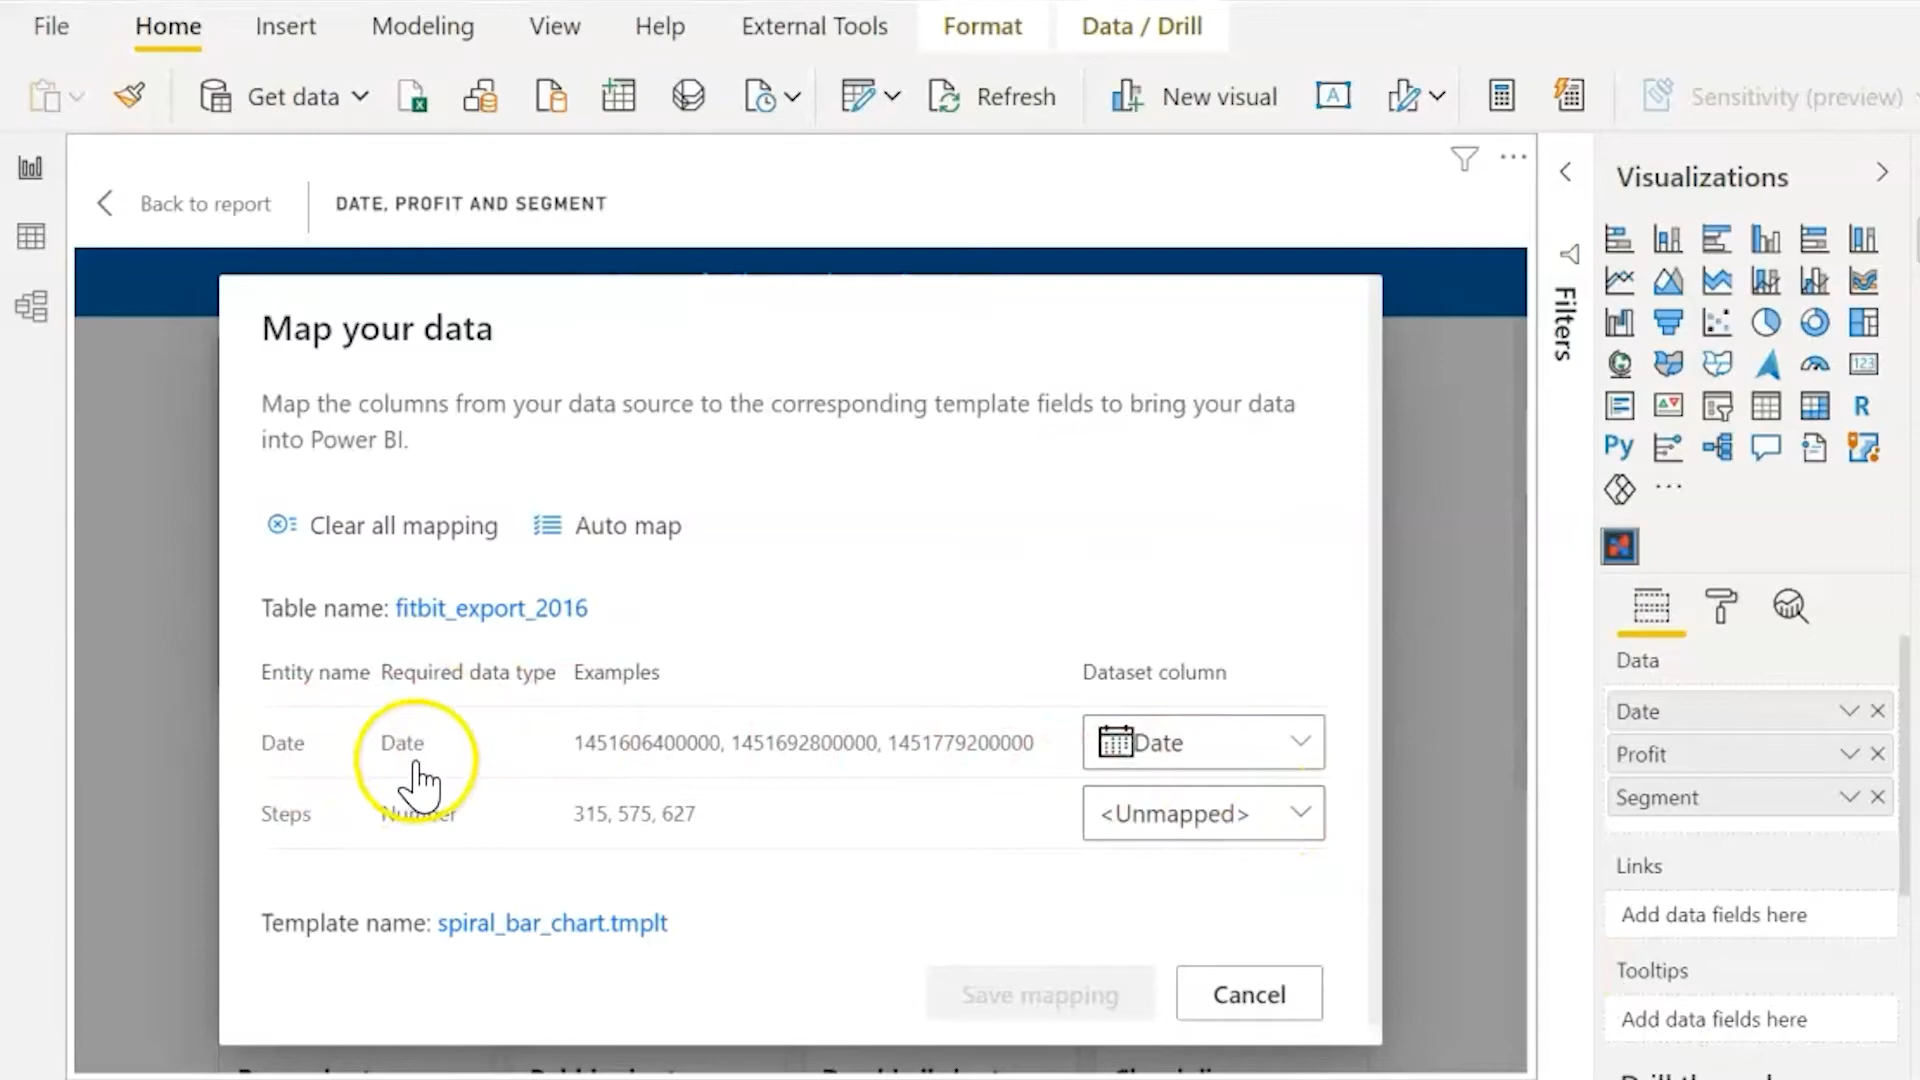 File Home Insert Modeling View Help External Tools Format Data / Drill
Get data Refresh New visual Sensitivity (preview)
Back to report DATE, PROFIT AND SEGMENT
Map your data
Map the columns from your data source to the corresponding template fields to bring your data
into Power BI.
Clear all mapping Auto map
Table name: fitbit_export_2016
Entity name Required data type Examples Dataset column
Date Date 1451606400000, 1451692800000, 1451779200000 Date
Steps Number 315, 575, 627 <Unmapped>
Template name: spiral_bar_chart.tmplt
Save mapping Cancel
Filters
Visualizations
123
R
Py
Data
Date
Profit
Segment
Links
Add data fields here
Tooltips
Add data fields here